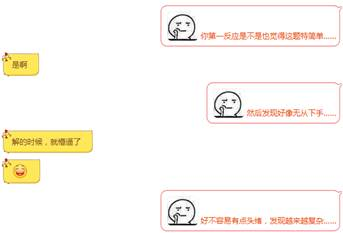 你第一反应是不是也觉得这题特简单……
是啊
然后发现好像无从下手……
解的时候，就懵逼了
好不容易有点头绪，发现越来越复杂……